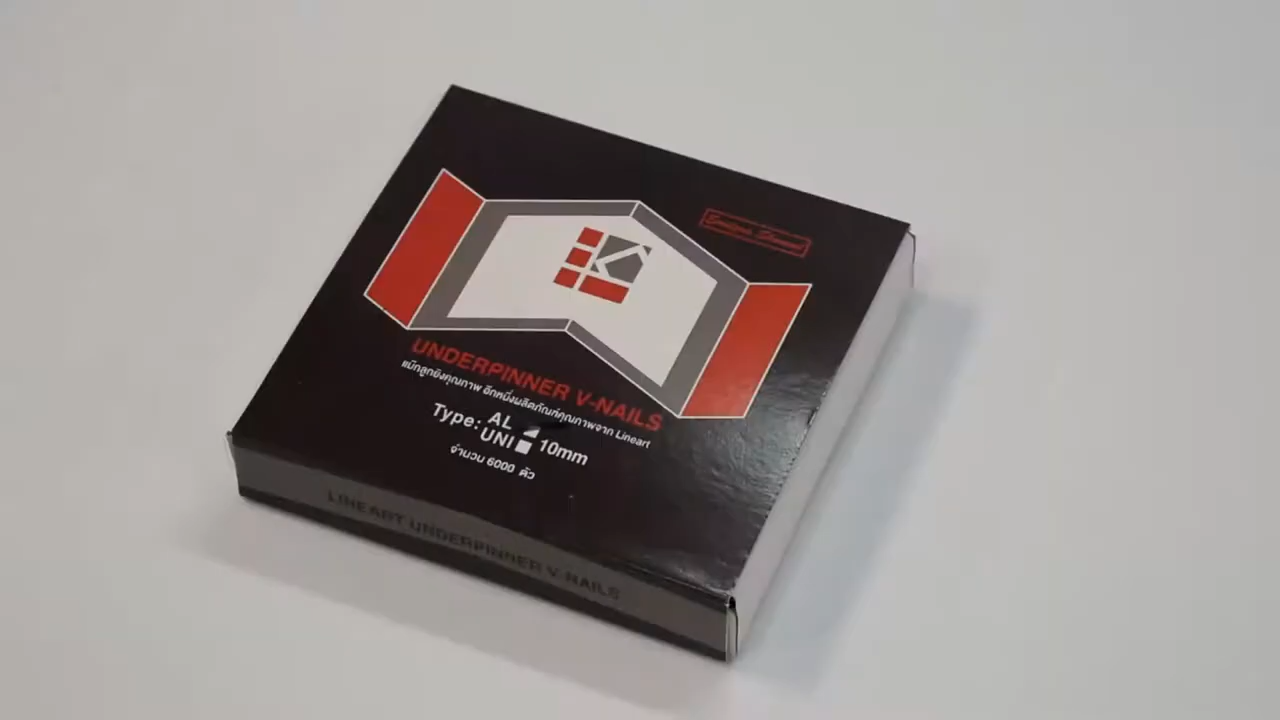 UNDERPINNER V-NAILS
แม๊กลูกยิงคุณภาพ อีกหนึ่งผลิตภัณฑ์คุณภาพจาก Lineart
Type: AL
UNI 10mm
จำนวน 6000 ตัว
LINEART UNDERPINNER V-NAILS